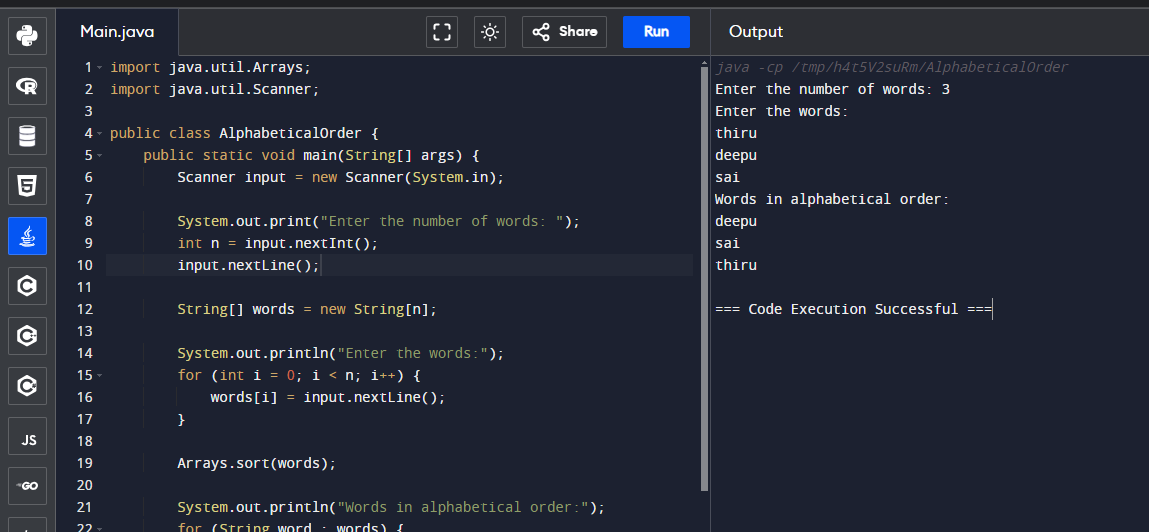 Main.java
Share
Run
Output
1 import java.util.Arrays;
2 import java.util.Scanner;
3
4 public class AlphabeticalOrder {
5     public static void main(String[] args) {
6         Scanner input = new Scanner(System.in);
7
8         System.out.print("Enter the number of words: ");
9         int n = input.nextInt();
10         input.nextLine();
11
12         String[] words = new String[n];
13
14         System.out.println("Enter the words:");
15         for (int i = 0; i < n; i++) {
16             words[i] = input.nextLine();
17         }
18
19         Arrays.sort(words);
20
21         System.out.println("Words in alphabetical order:");
22         for (String word : words) {
java -cp /tmp/h4t5V2suRm/AlphabeticalOrder
Enter the number of words: 3
Enter the words:
thiru
deepu
sai
Words in alphabetical order:
deepu
sai
thiru
=== Code Execution Successful ===
R
5
C
C
C
JS
GO